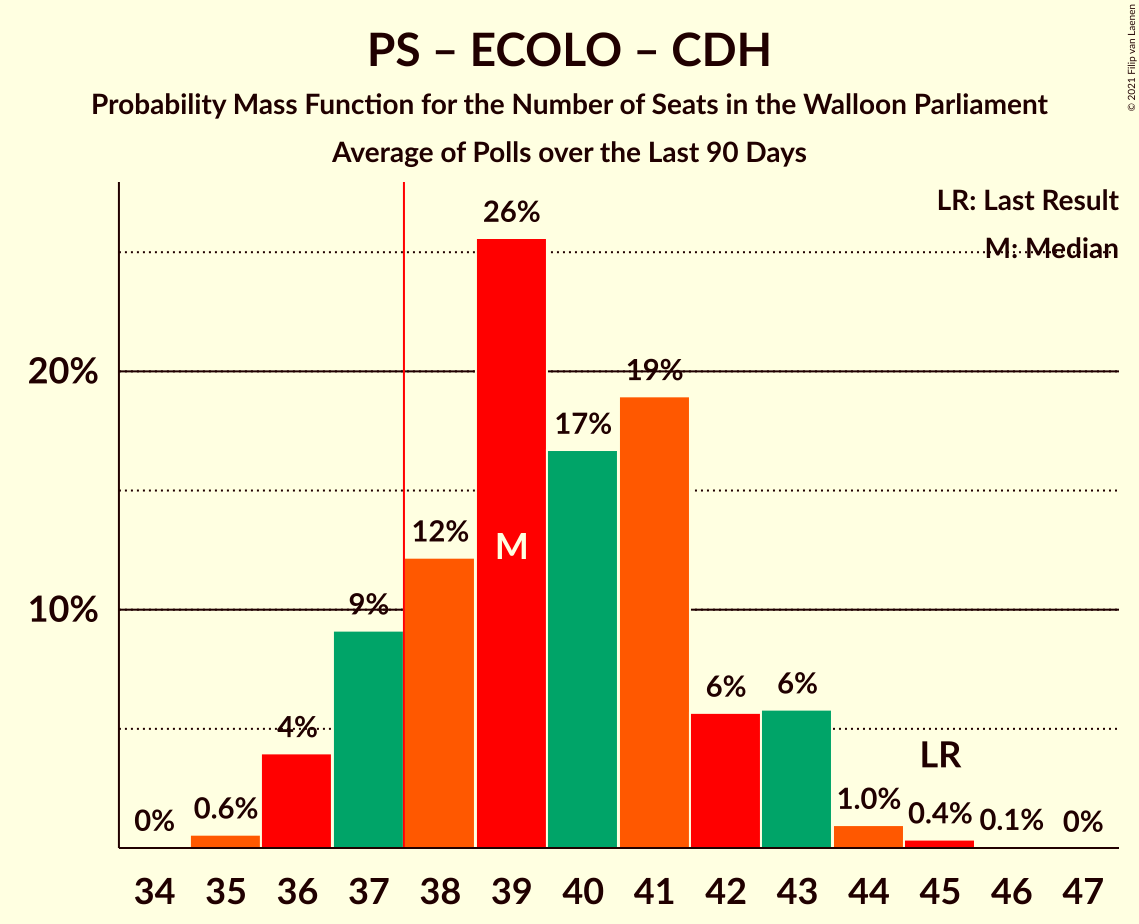 PS – ECOLO – CDH
Probability Mass Function for the Number of Seats in the Walloon Parliament
Average of Polls over the Last 90 Days
© 2021 Filip van Laenen
LR: Last Result
M: Median
20%
10%
0%
0.6%
4%
9%
12%
26%
M
17%
19%
6%
6%
1.0%
LR
0.4%
0.1%
0%
34 35 36 37 38 39 40 41 42 43 44 45 46 47